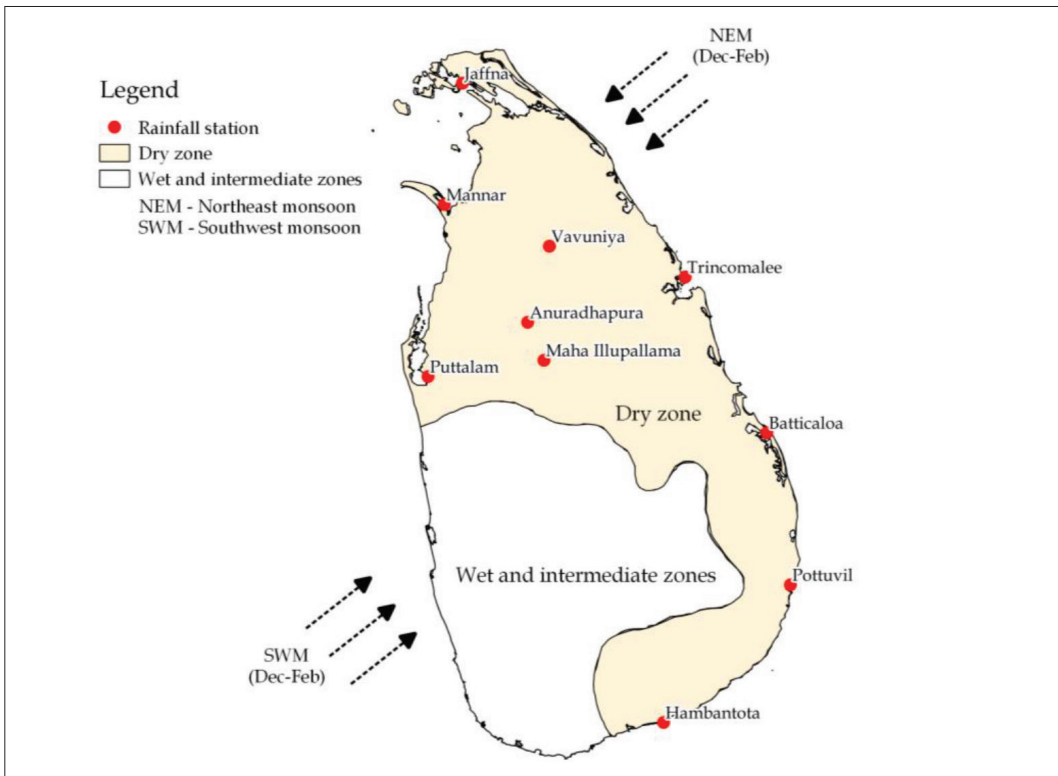 NEM
(Dec-Feb)
Jaffna
Legend
Rainfall station
Dry zone
Wet and intermediate zones
NEM - Northeast monsoon
SWM - Southwest monsoon
Mannar
Vavuniya
Trincomalee
Anuradhapura
Maha Illupallama
Puttalam
Dry zone
Batticaloa
Wet and intermediate zones
Pottuvil
SWM
(Dec-Feb)
Hambantota